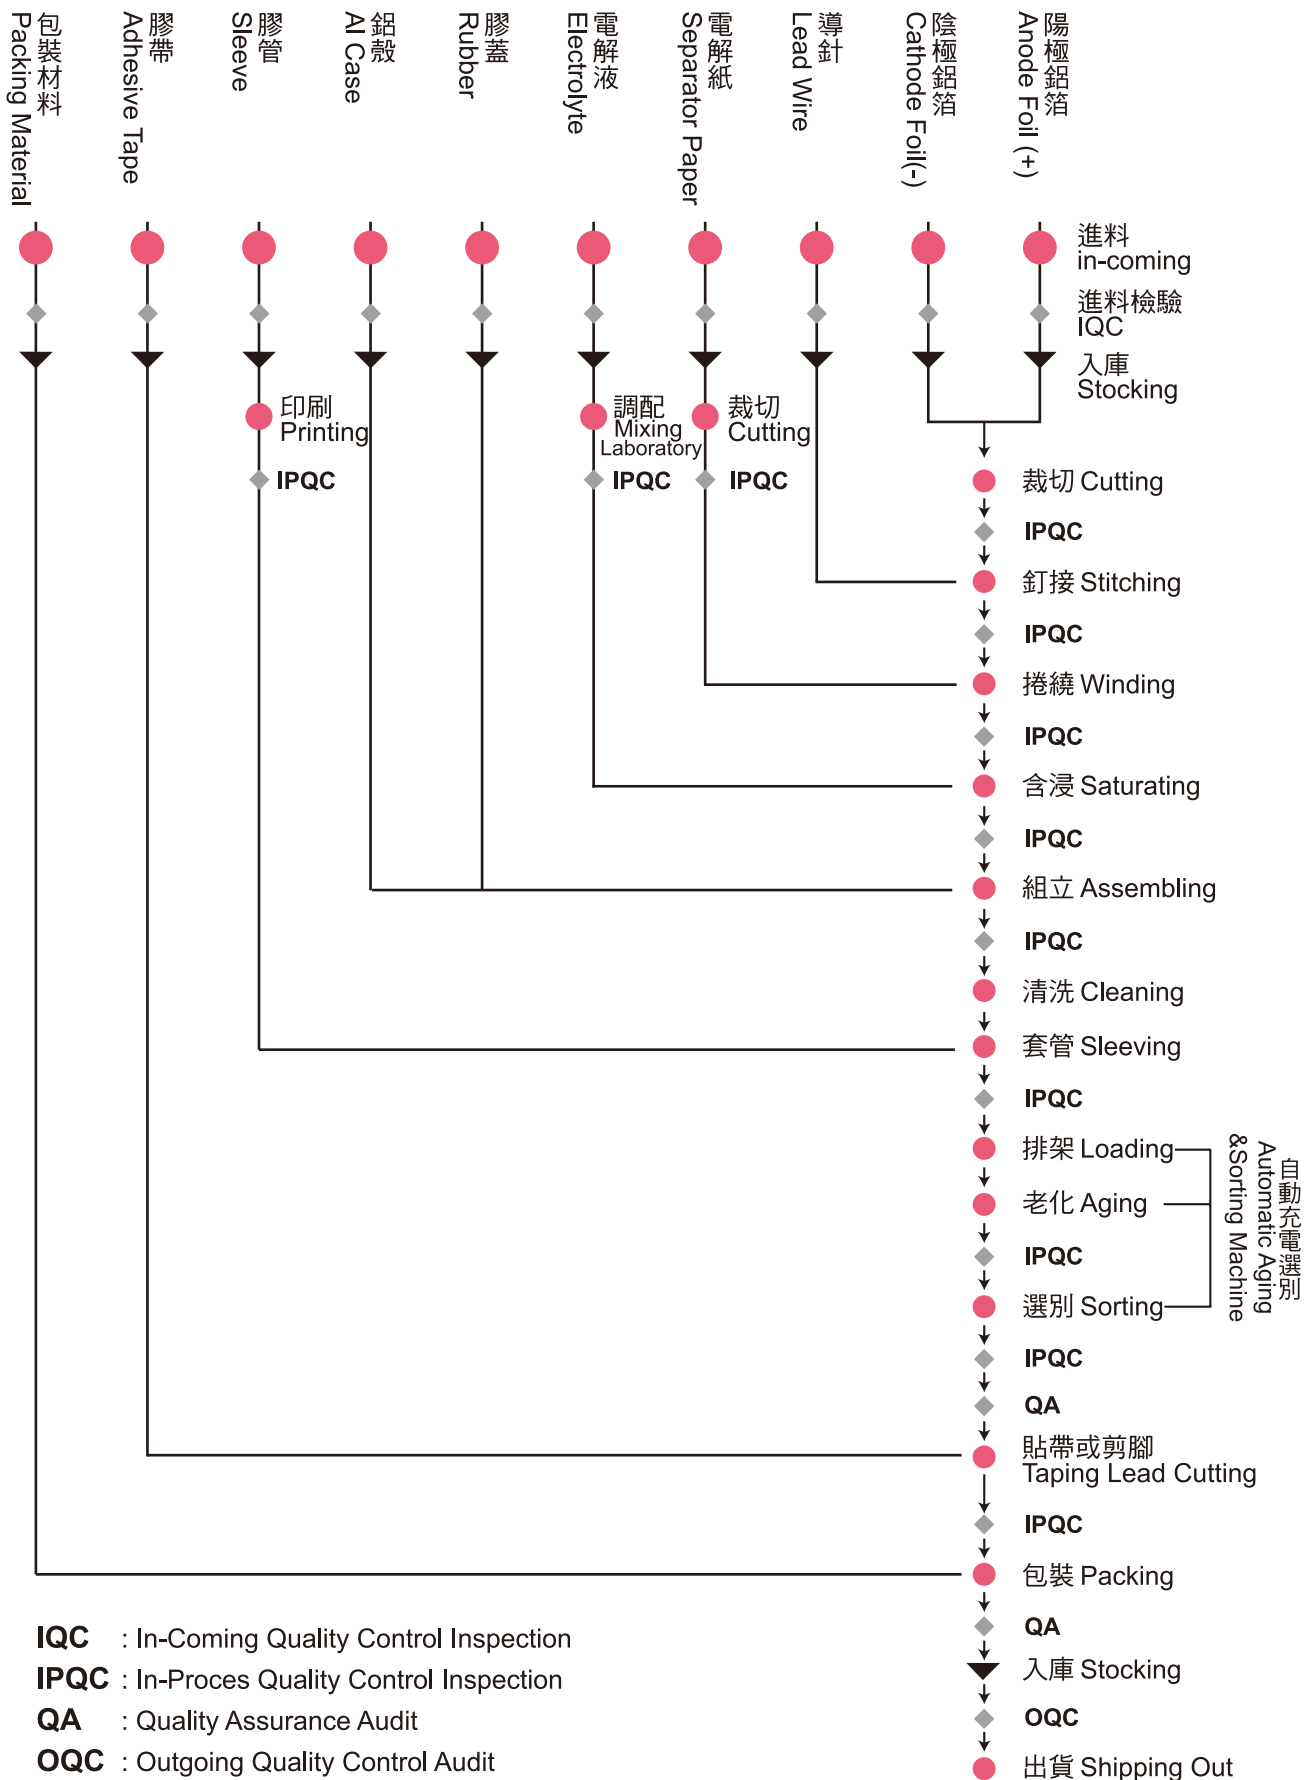 包裝材料
Packing Material
膠帶
Adhesive Tape
膠管
Sleeve
鋁殼
Al Case
膠蓋
Rubber
電解液
Electrolyte
電解紙
Separator Paper
導針
Lead Wire
陰極鋁箔
Cathode Foil(-)
陽極鋁箔
Anode Foil (+)
進料
in-coming
進料檢驗
IQC
入庫
Stocking
印刷
Printing
IPQC
調配
Mixing
Laboratory
IPQC
裁切
Cutting
IPQC
裁切 Cutting
IPQC
釘接 Stitching
IPQC
捲繞 Winding
IPQC
含浸 Saturating
IPQC
組立 Assembling
IPQC
清洗 Cleaning
套管 Sleeving
IPQC
排架 Loading
老化 Aging
IPQC
選別 Sorting
自動充電選別
Automatic Aging
&Sorting Machine
IPQC
QA
貼帶或剪腳
Taping Lead Cutting
IPQC
包裝 Packing
QA
入庫 Stocking
OQC
出貨 Shipping Out
IQC : In-Coming Quality Control Inspection
IPQC : In-Proces Quality Control Inspection
QA : Quality Assurance Audit
OQC : Outgoing Quality Control Audit